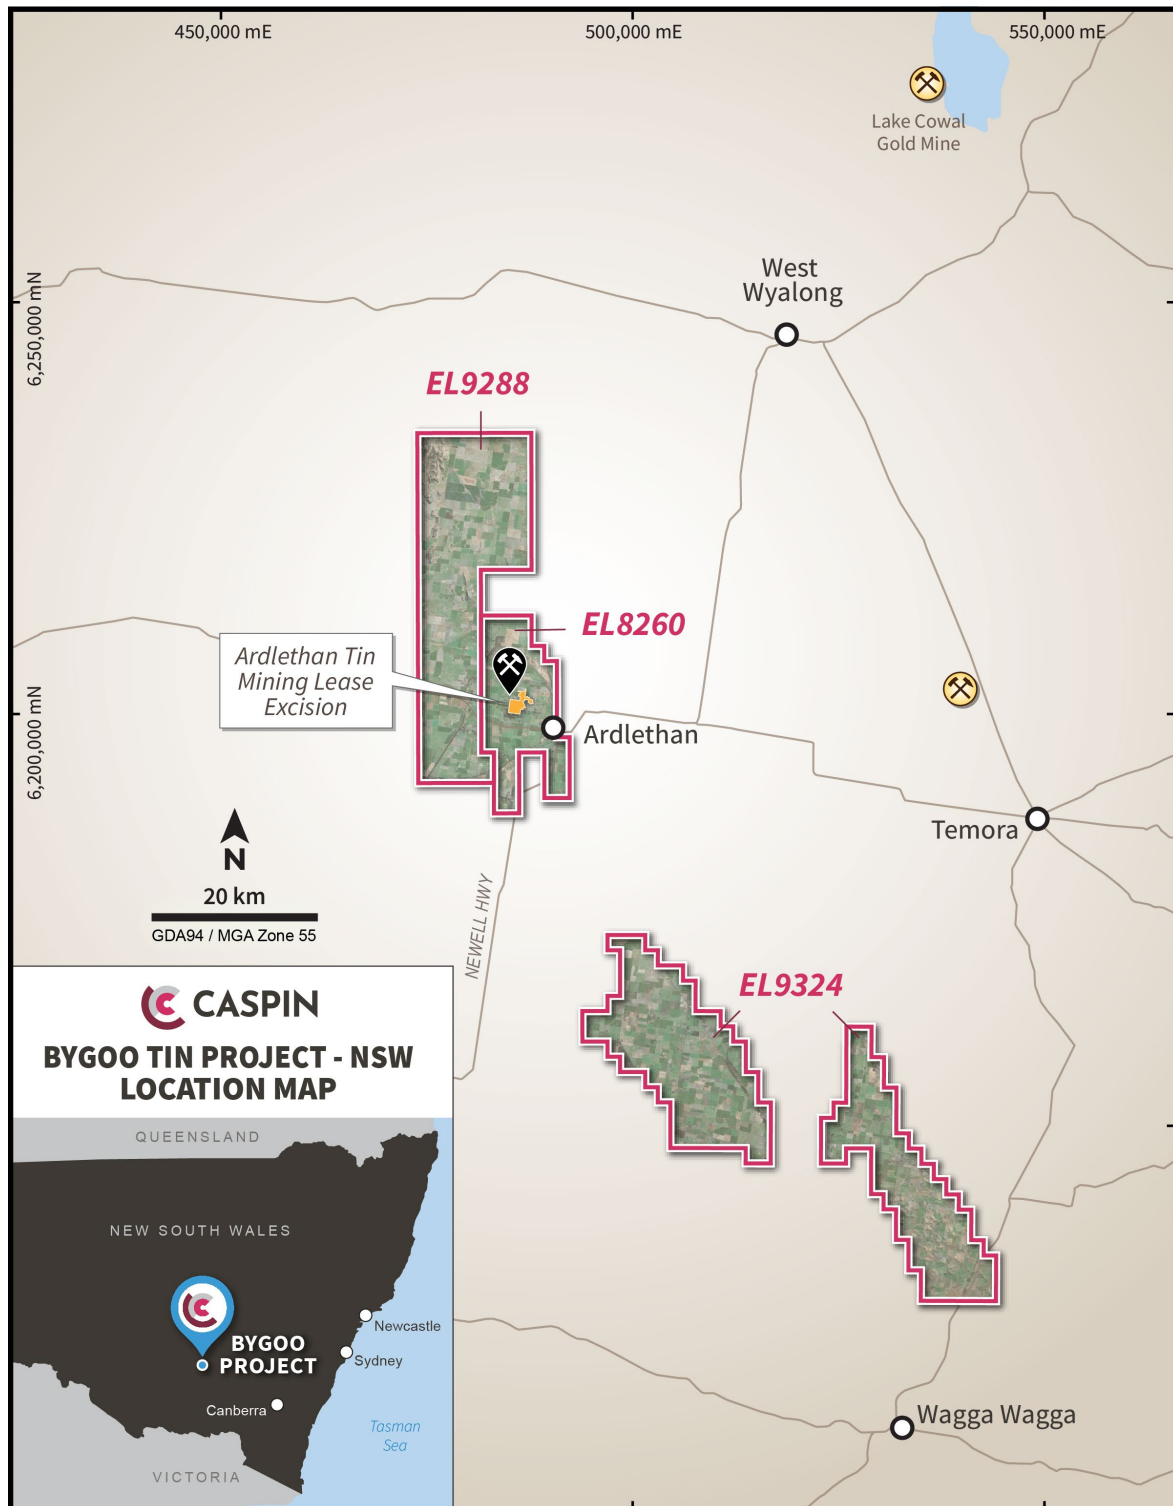 450,000 mE
500,000 mE
550,000 mE
Lake Cowal
Gold Mine
6,250,000 mN
West
Wyalong
EL9288
EL8260
Ardlethan Tin
Mining Lease
Excision
6,200,000 mN
Ardlethan
Temora
N
20 km
GDA94 / MGA Zone 55
NEWELL HWY
EL9324
CASPIN
BYGOO TIN PROJECT - NSW
LOCATION MAP
QUEENSLAND
NEW SOUTH WALES
Newcastle
BYGOO
PROJECT
Sydney
Canberra
Tasman
Sea
VICTORIA
Wagga Wagga